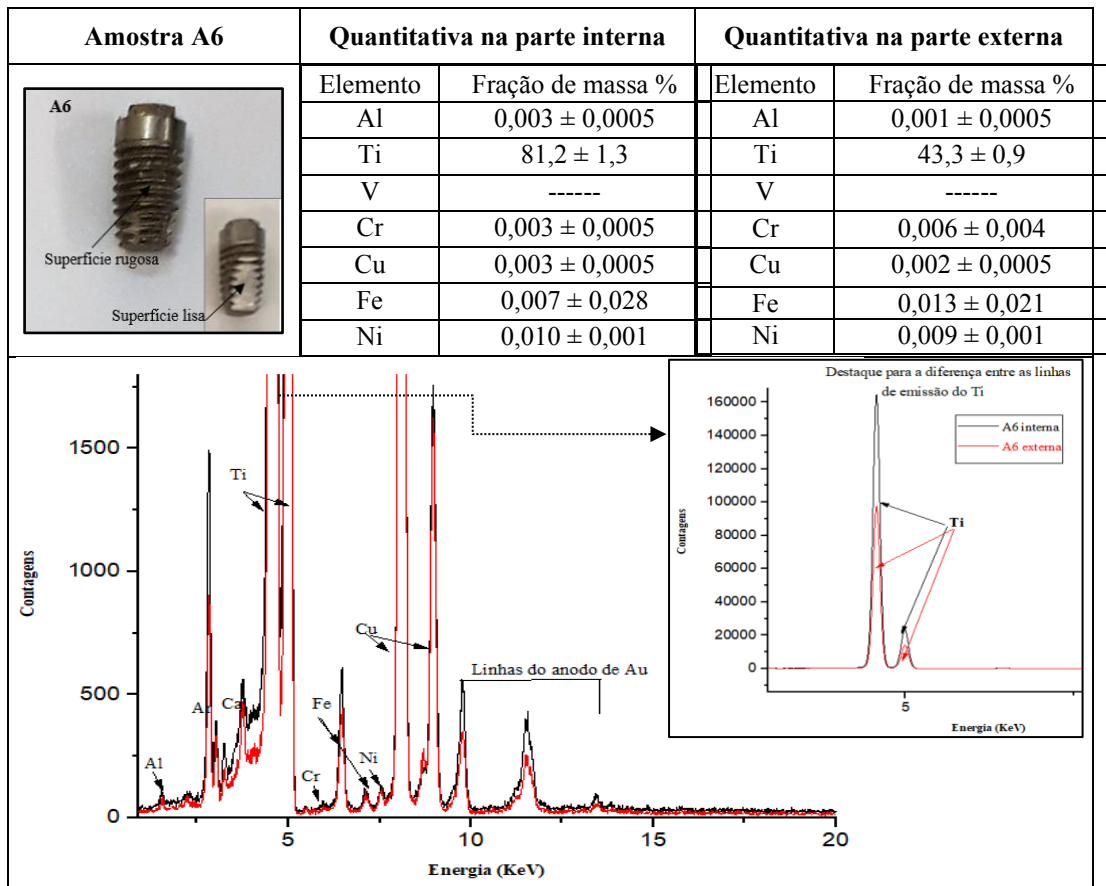 Amostra A6 Quantitativa na parte interna Quantitativa na parte externa
A6
Superfície rugosa
Superfície lisa
Elemento Fração de massa % Elemento Fração de massa %
Al 0,003 ± 0,0005 Al 0,001 ± 0,0005
Ti 81,2 ± 1,3 Ti 43,3 ± 0,9
V ------ V ------
Cr 0,003 ± 0,0005 Cr 0,006 ± 0,004
Cu 0,003 ± 0,0005 Cu 0,002 ± 0,0005
Fe 0,007 ± 0,028 Fe 0,013 ± 0,021
Ni 0,010 ± 0,001 Ni 0,009 ± 0,001
Contagens
1500
1000
500
0
Al
Ar
Ca
Ti
Cr
Fe
Ni
Cu
Linhas do anodo de Au
5 10 15 20
Energia (KeV)
Destaque para a diferença entre as linhas
de emissão do Ti
A6 interna
A6 externa
Contagens
160000
140000
120000
100000
80000
60000
40000
20000
0
Ti
5
Energia (KeV)